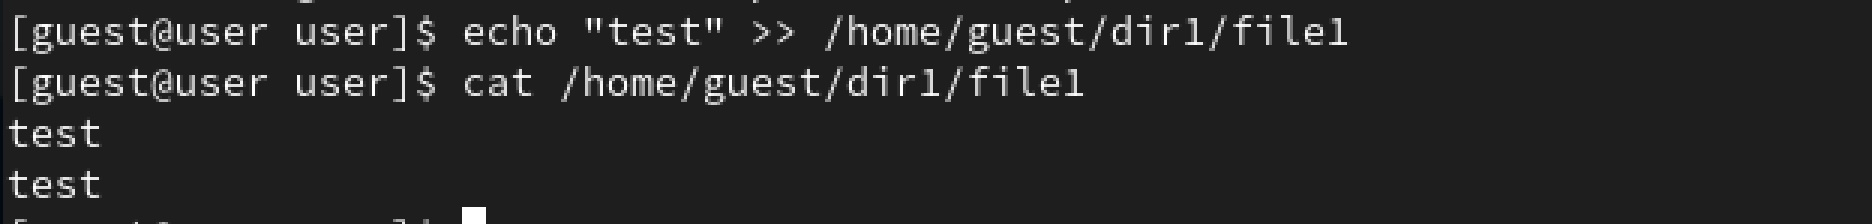 [guest@user user]$ echo "test" >> /home/guest/dir1/file1
[guest@user user]$ cat /home/guest/dir1/file1
test
test